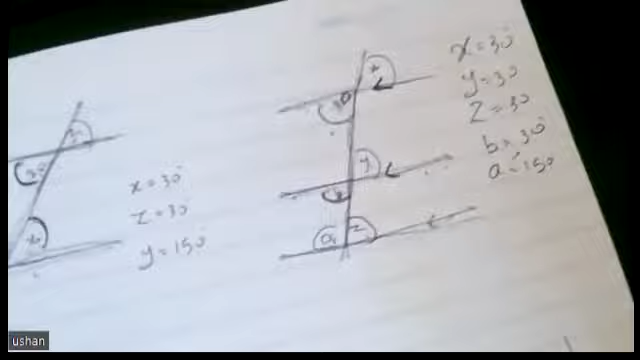 x = 30°
z = 30°
y = 150°
x
y
z
x = 30°
y = 30
z = 30
b = 30°
a = 150
ushan